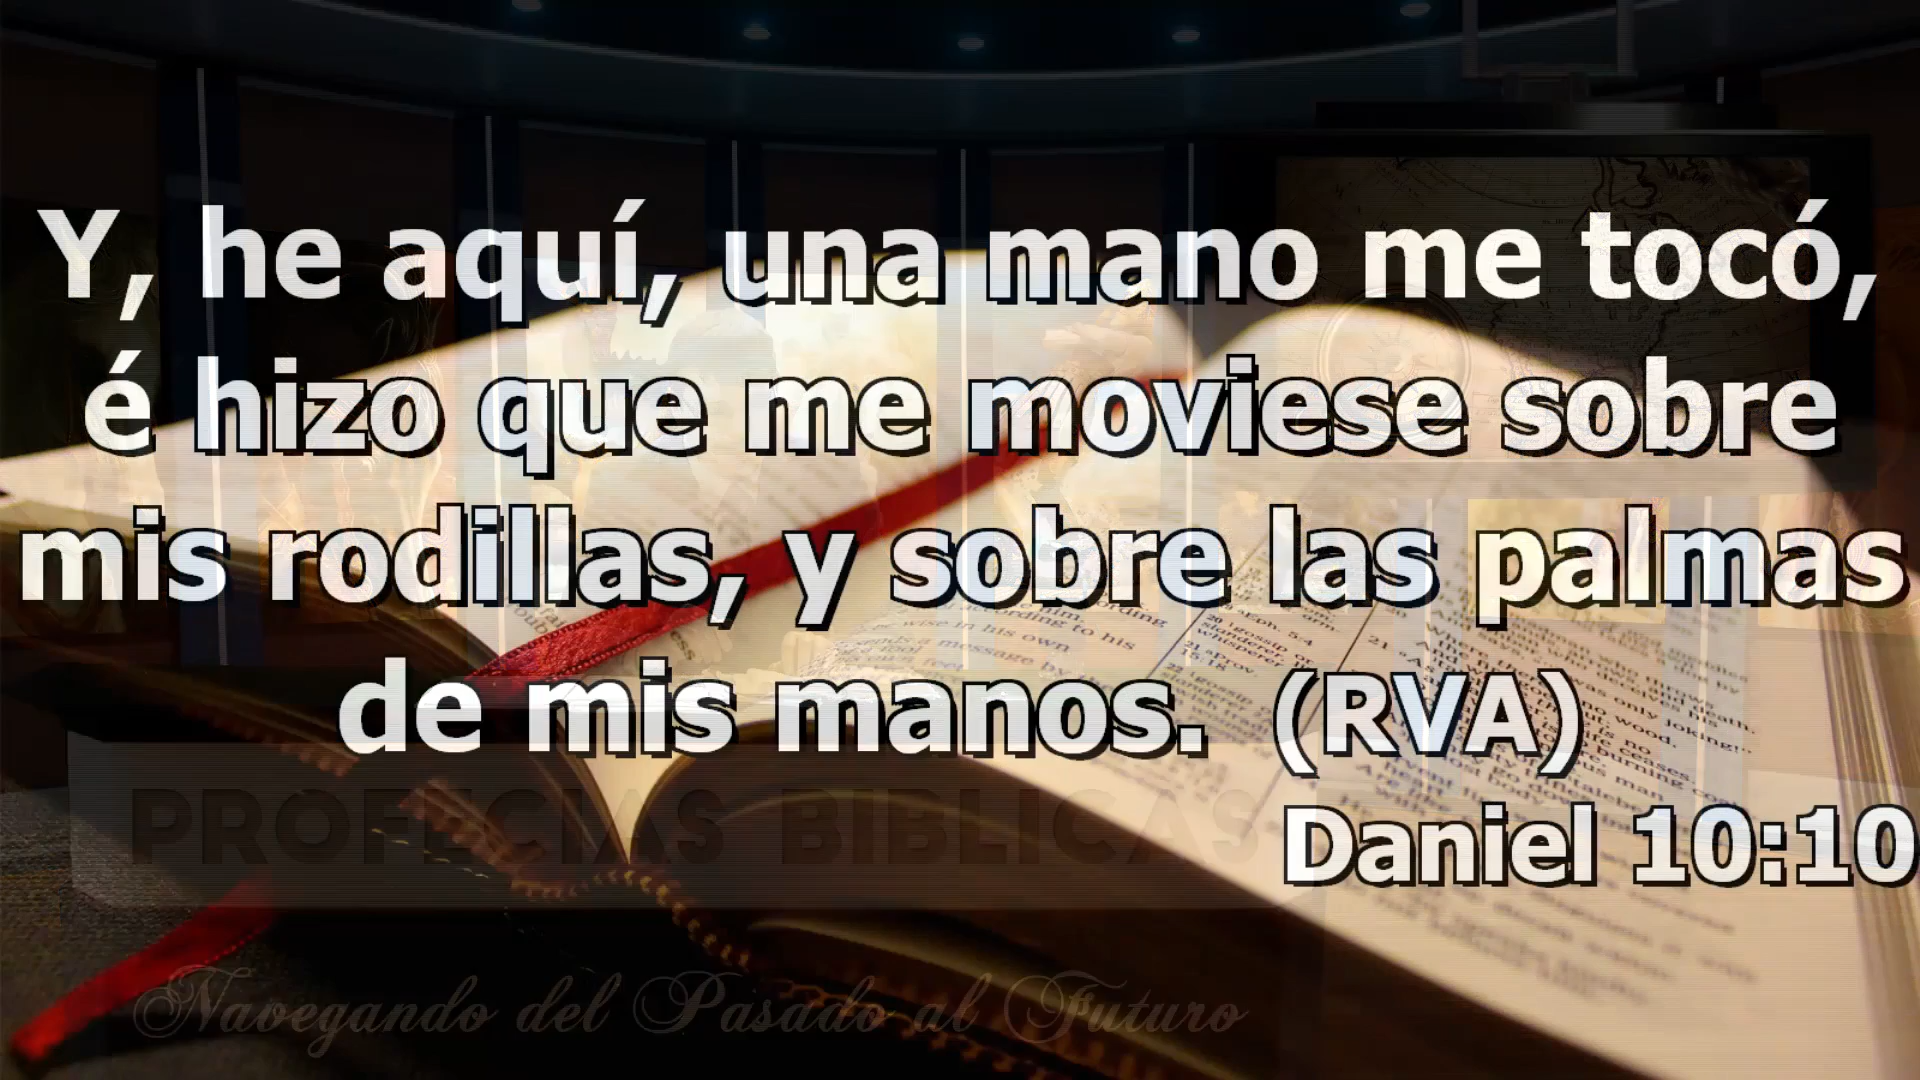 Y, he aquí, una mano me tocó,
é hizo que me moviese sobre
mis rodillas, y sobre las palmas
de mis manos. (RVA)
Daniel 10:10
PROFECIAS BIBLICAS
Navegando del Pasado al Futuro